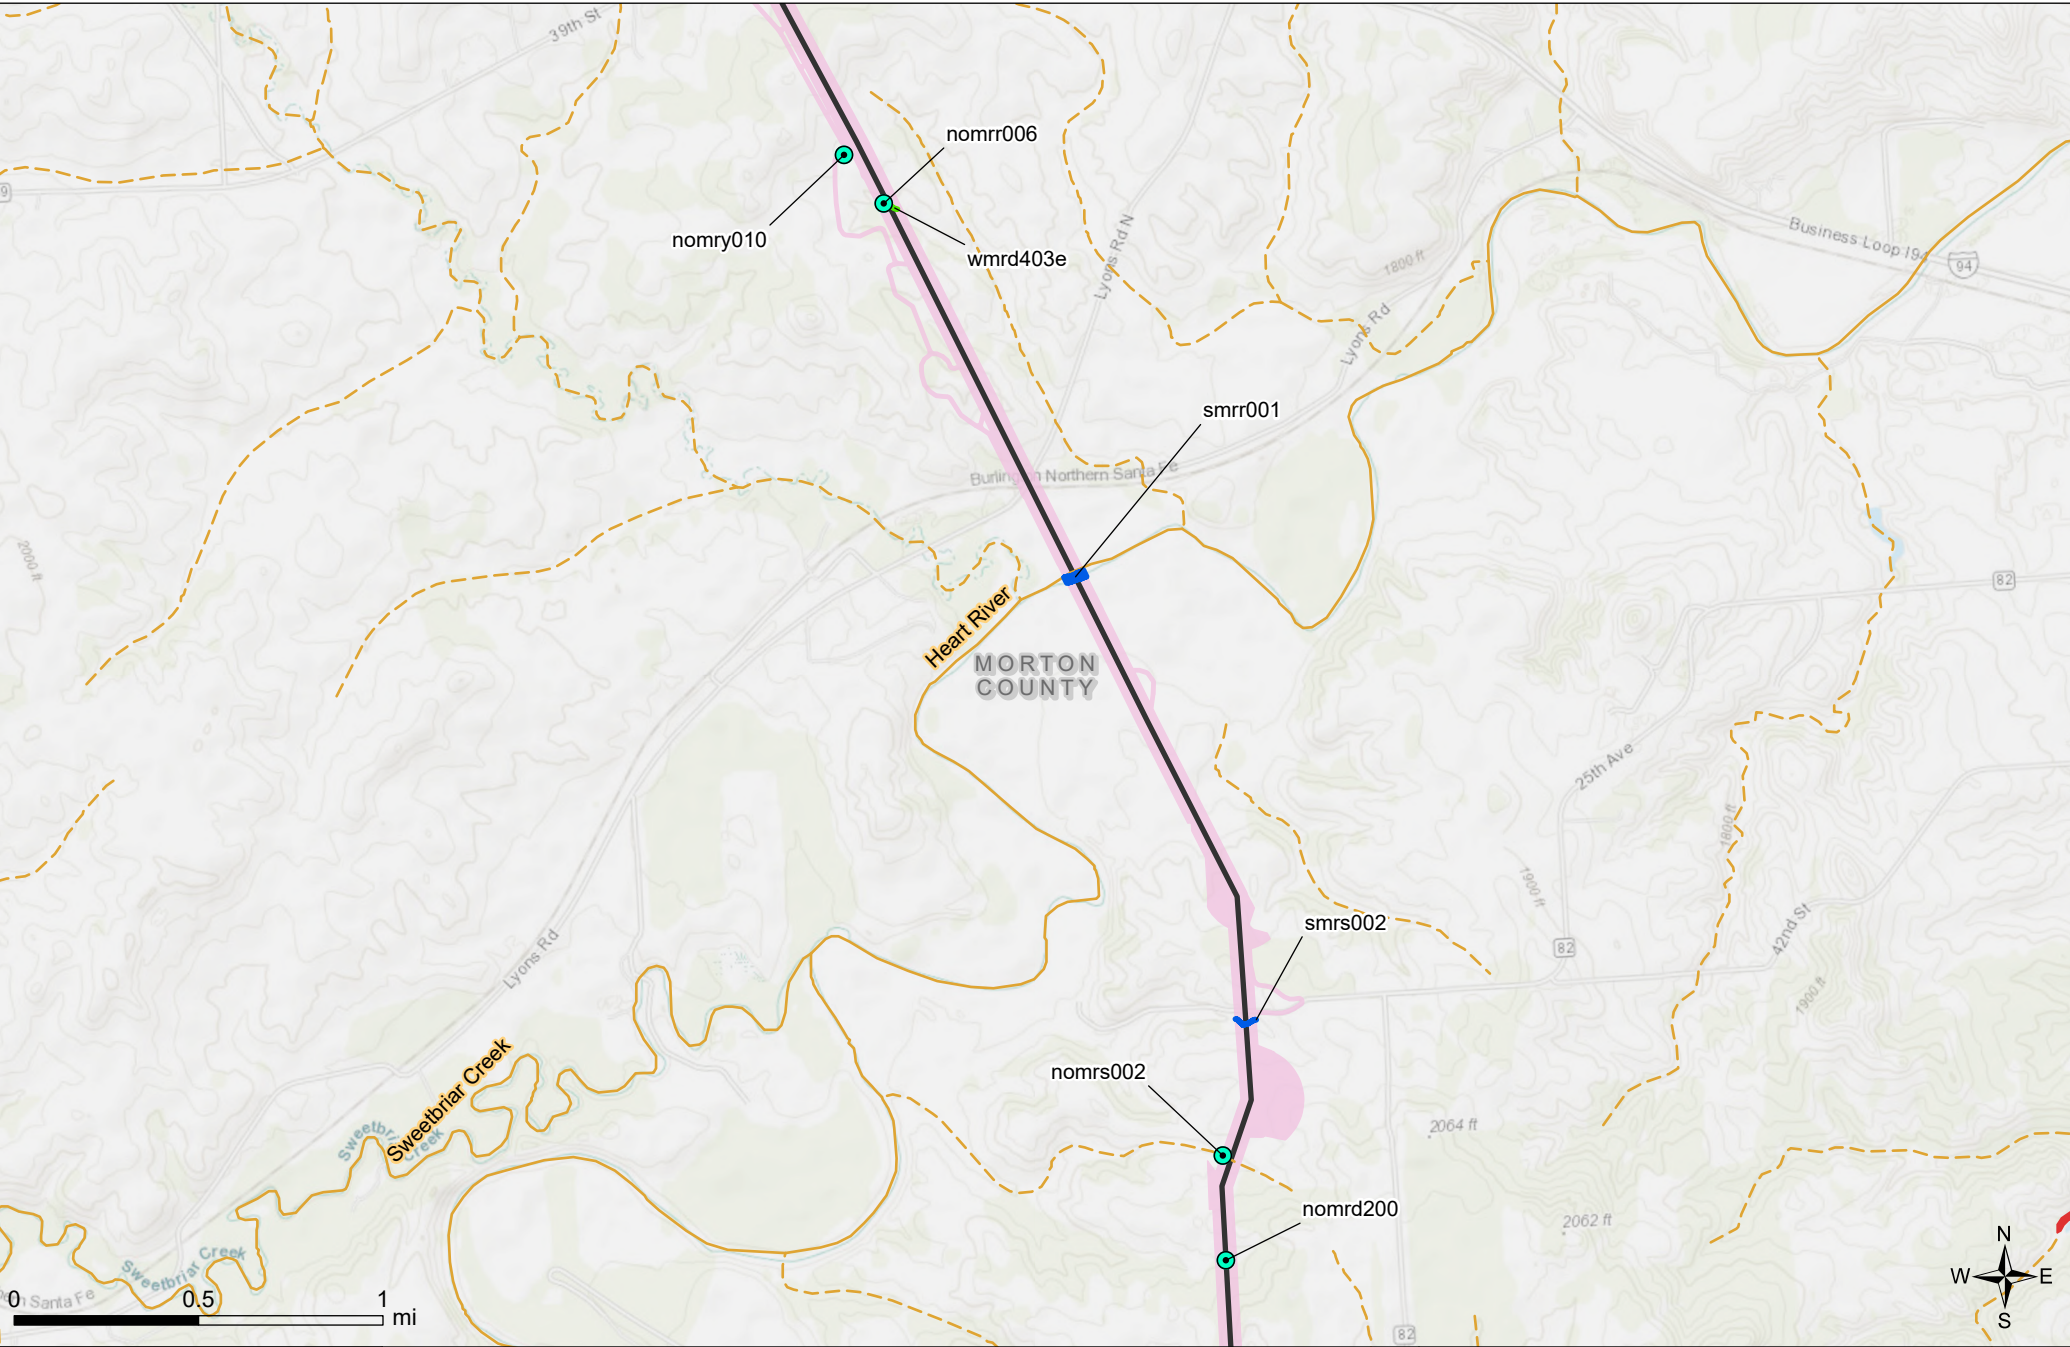 39th St
nomrr006
nomry010
wmrd403e
9
Lyons Rd N
1800 ft
Lyons Rd
Business Loop I94
94
smrr001
Burlington Northern Santa Fe
2000 ft
Heart River
MORTON
COUNTY
82
25th Ave
1800 ft
1900 ft
smrs002
82
42nd St
1900 ft
Lyons Rd
Sweetbriar Creek
nomrs002
2064 ft
nomrd200
2062 ft
Sweetbriar Creek
Santa Fe
0 0.5 1
mi
82
N
W E
S